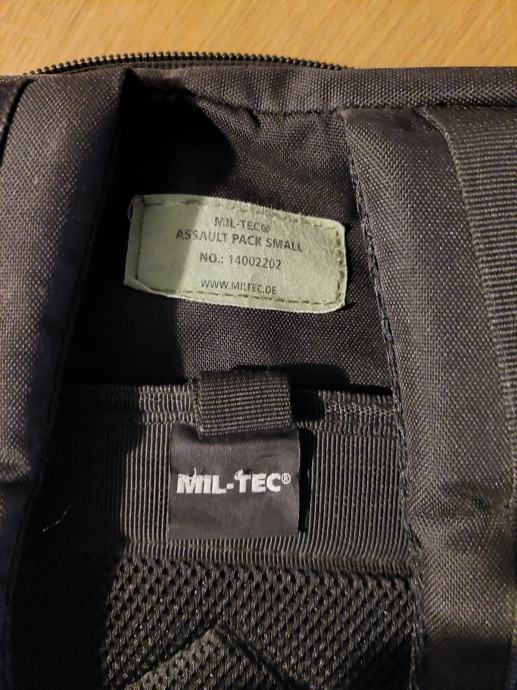 MIL-TEC®
ASSAULT PACK SMALL
NO.: 14002202
WWW.MILTEC.DE
MIL-TEC®